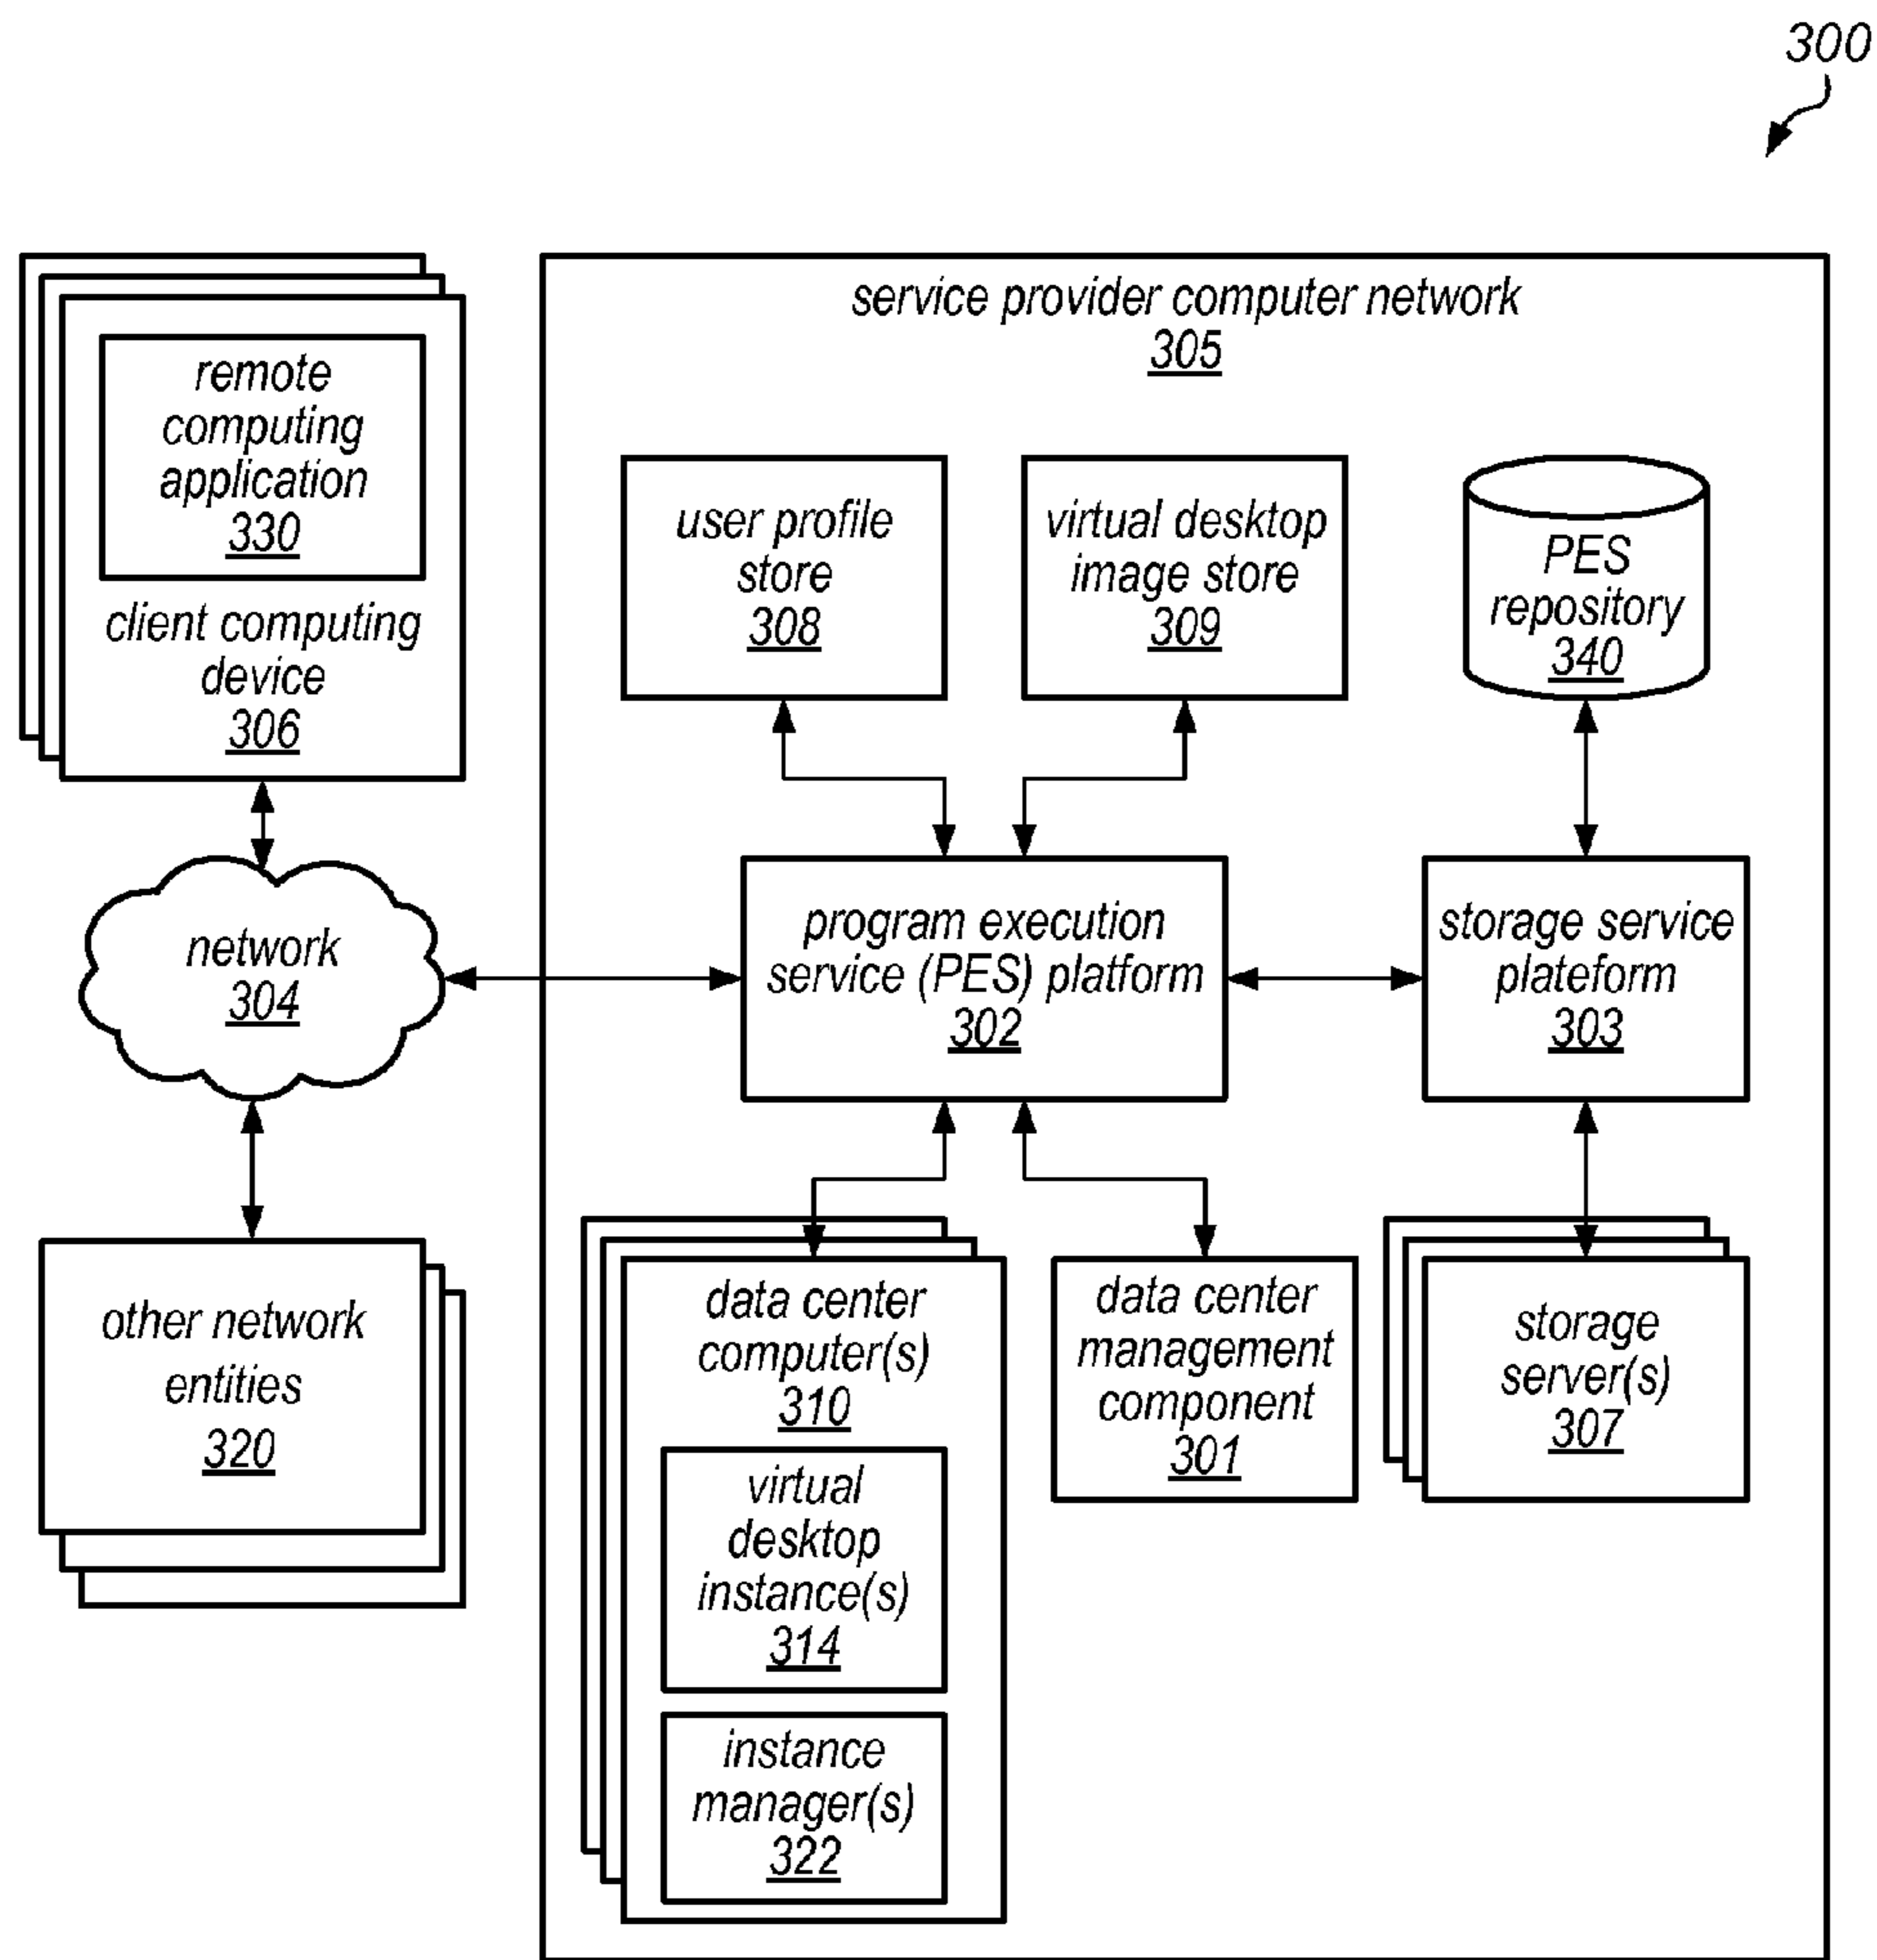 300
service provider computer network
305
remote
computing
application
330
client computing
device
306
user profile
store
308
virtual desktop
image store
309
PES
repository
340
network
304
program execution
service (PES) platform
302
storage service
plateform
303
other network
entities
320
data center
computer(s)
310
virtual
desktop
instance(s)
314
instance
manager(s)
322
data center
management
component
301
storage
server(s)
307